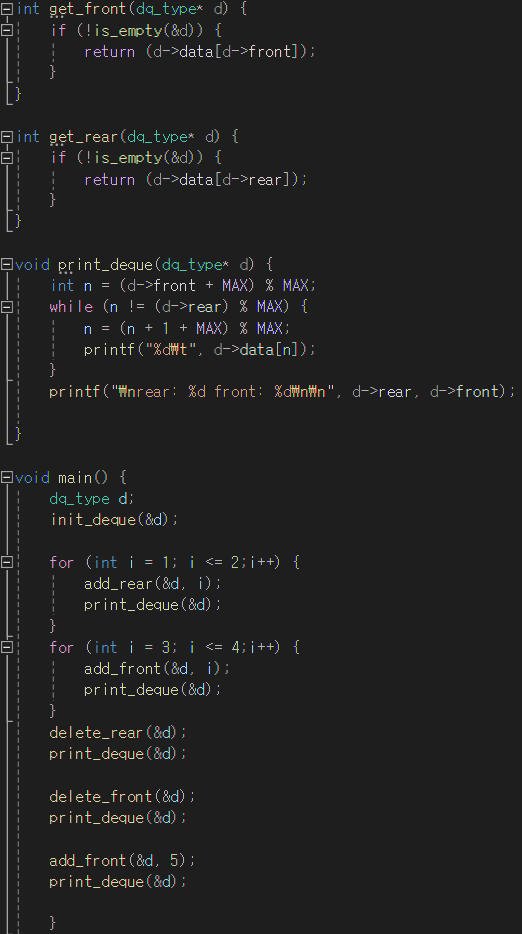 int get_front(dq_type* d) {
    if (!is_empty(&d)) {
        return (d->data[d->front]);
    }
}

int get_rear(dq_type* d) {
    if (!is_empty(&d)) {
        return (d->data[d->rear]);
    }
}

void print_deque(dq_type* d) {
    int n = (d->front + MAX) % MAX;
    while (n != (d->rear) % MAX) {
        n = (n + 1 + MAX) % MAX;
        printf("%d₩t", d->data[n]);
    }
    printf("₩nrear: %d front: %d₩n₩n", d->rear, d->front);

}

void main() {
    dq_type d;
    init_deque(&d);

    for (int i = 1; i <= 2;i++) {
        add_rear(&d, i);
        print_deque(&d);
    }
    for (int i = 3; i <= 4;i++) {
        add_front(&d, i);
        print_deque(&d);
    }
    delete_rear(&d);
    print_deque(&d);

    delete_front(&d);
    print_deque(&d);

    add_front(&d, 5);
    print_deque(&d);

    }